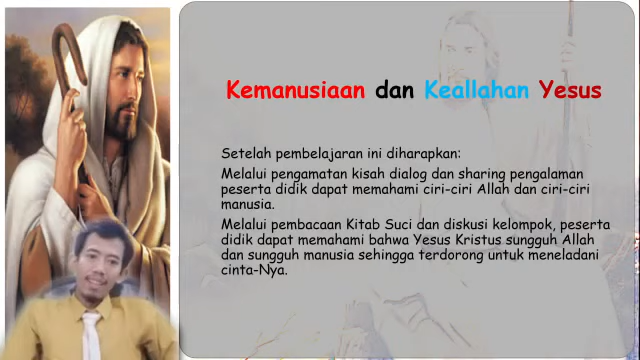 Kemanusiaan dan Keallahan Yesus
Setelah pembelajaran ini diharapkan:
Melalui pengamatan kisah dialog dan sharing pengalaman
peserta didik dapat memahami ciri-ciri Allah dan ciri-ciri
manusia.
Melalui pembacaan Kitab Suci dan diskusi kelompok, peserta
didik dapat memahami bahwa Yesus Kristus sungguh Allah
dan sungguh manusia sehingga terdorong untuk meneladani
cinta-Nya.